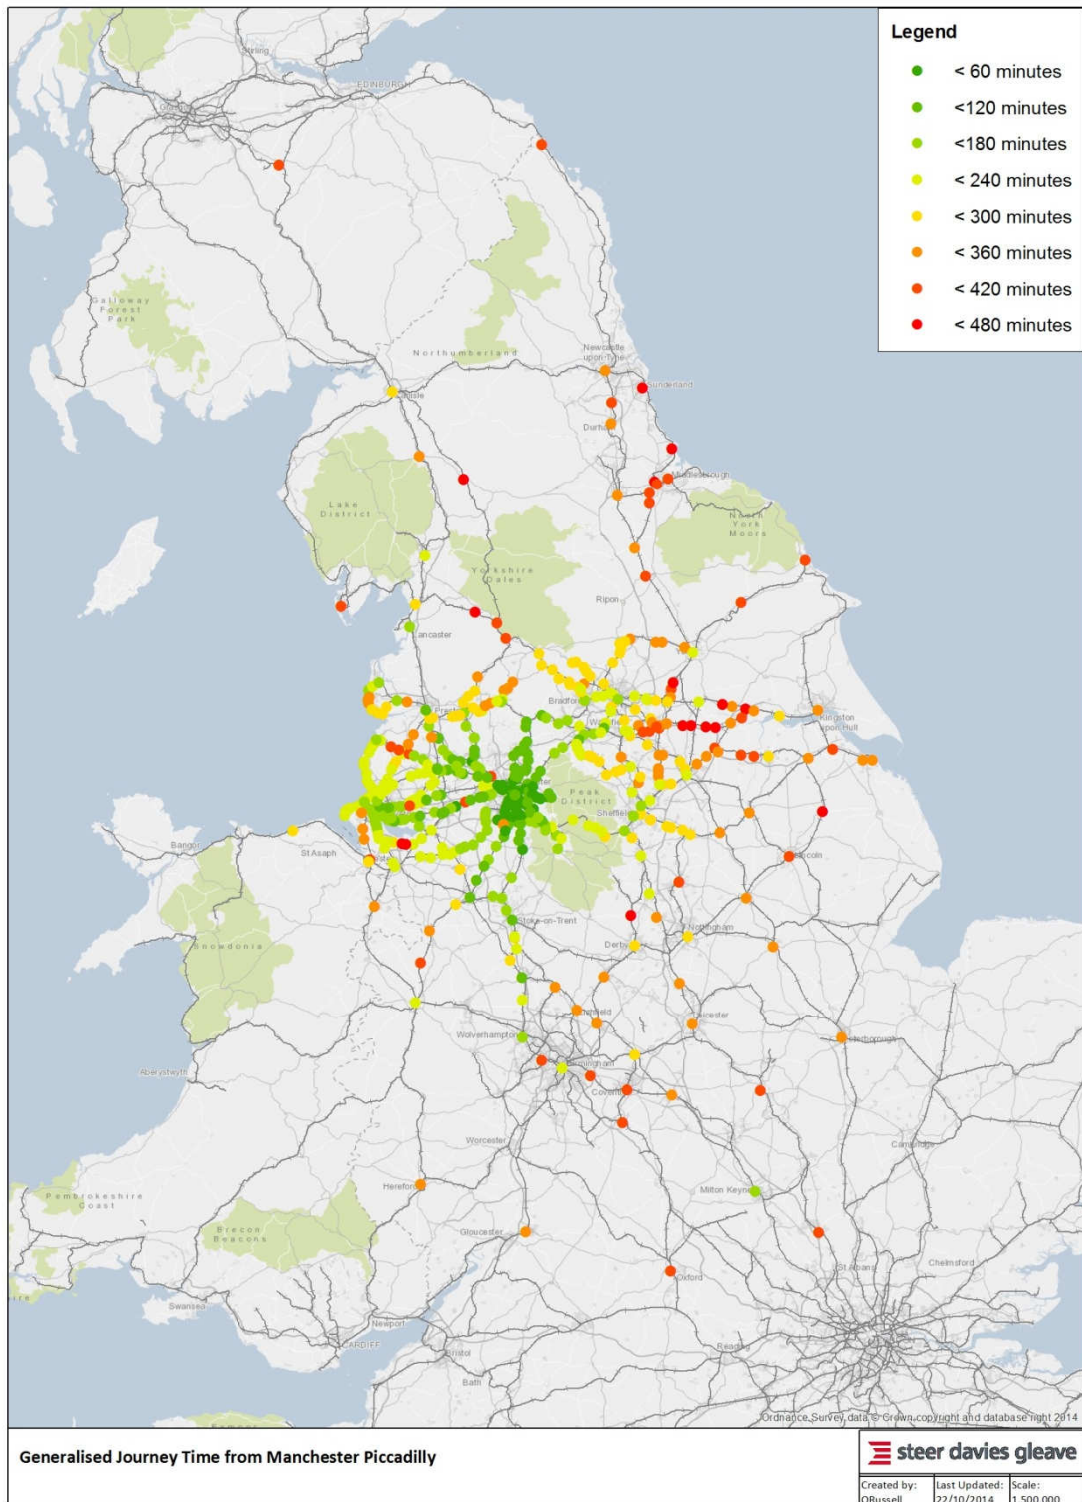 Legend
< 60 minutes
<120 minutes
<180 minutes
< 240 minutes
< 300 minutes
< 360 minutes
< 420 minutes
< 480 minutes
Stirling
EDINBURGH
Galloway
Forest
Park
Northumberland
Newcastle
upon-Tyne
Sunderland
Durham
Middlesbrough
Lake
District
North
York
Moors
Yorkshire
Dales
Ripon
Lancaster
Bradford
Kingston
upon-Hull
Peak
District
Sheffield
Bangor
St Asaph
Lincoln
Stoke-on-Trent
Snowdonia
Nottingham
Wolverhampton
Aberystwyth
Worcester
Cambridge
Pembrokeshire
Coast
Hereford
Milton Keynes
Brecon
Beacons
Gloucester
St Albans
Chelmsford
Oxford
Swansea
Newport
CARDIFF
Reading
Bristol
Bath
Ordnance Survey data © Crown copyright and database right 2014
Generalised Journey Time from Manchester Piccadilly
steer davies gleave
Created by:
ORussell
Last Updated:
22/10/2014
Scale:
1:500,000